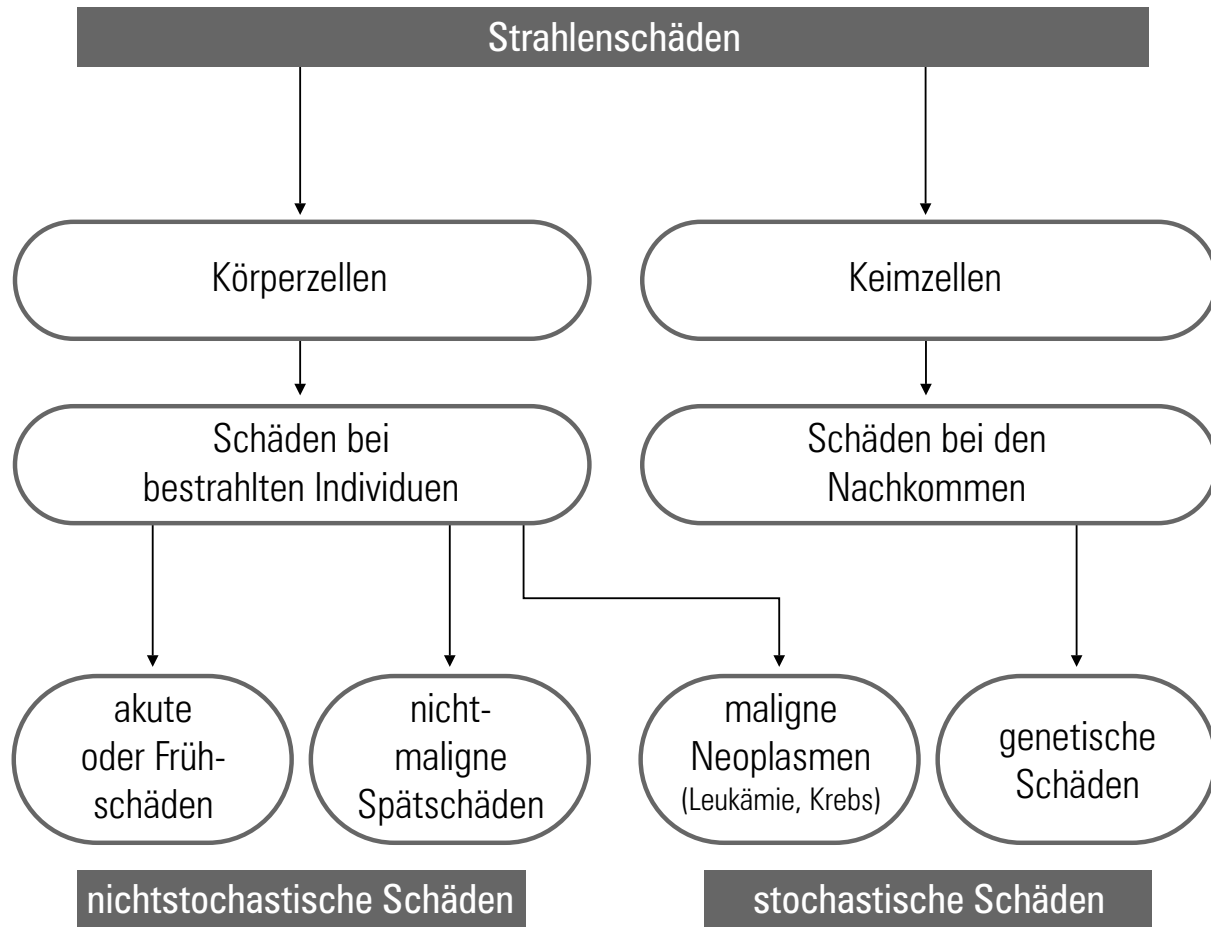 Strahlenschäden
Körperzellen
Keimzellen
Schäden bei
bestrahlten Individuen
Schäden bei den
Nachkommen
akute
oder Früh-
schäden
nicht-
maligne
Spätschäden
maligne
Neoplasmen
(Leukämie, Krebs)
genetische
Schäden
nichtstochastische Schäden
stochastische Schäden